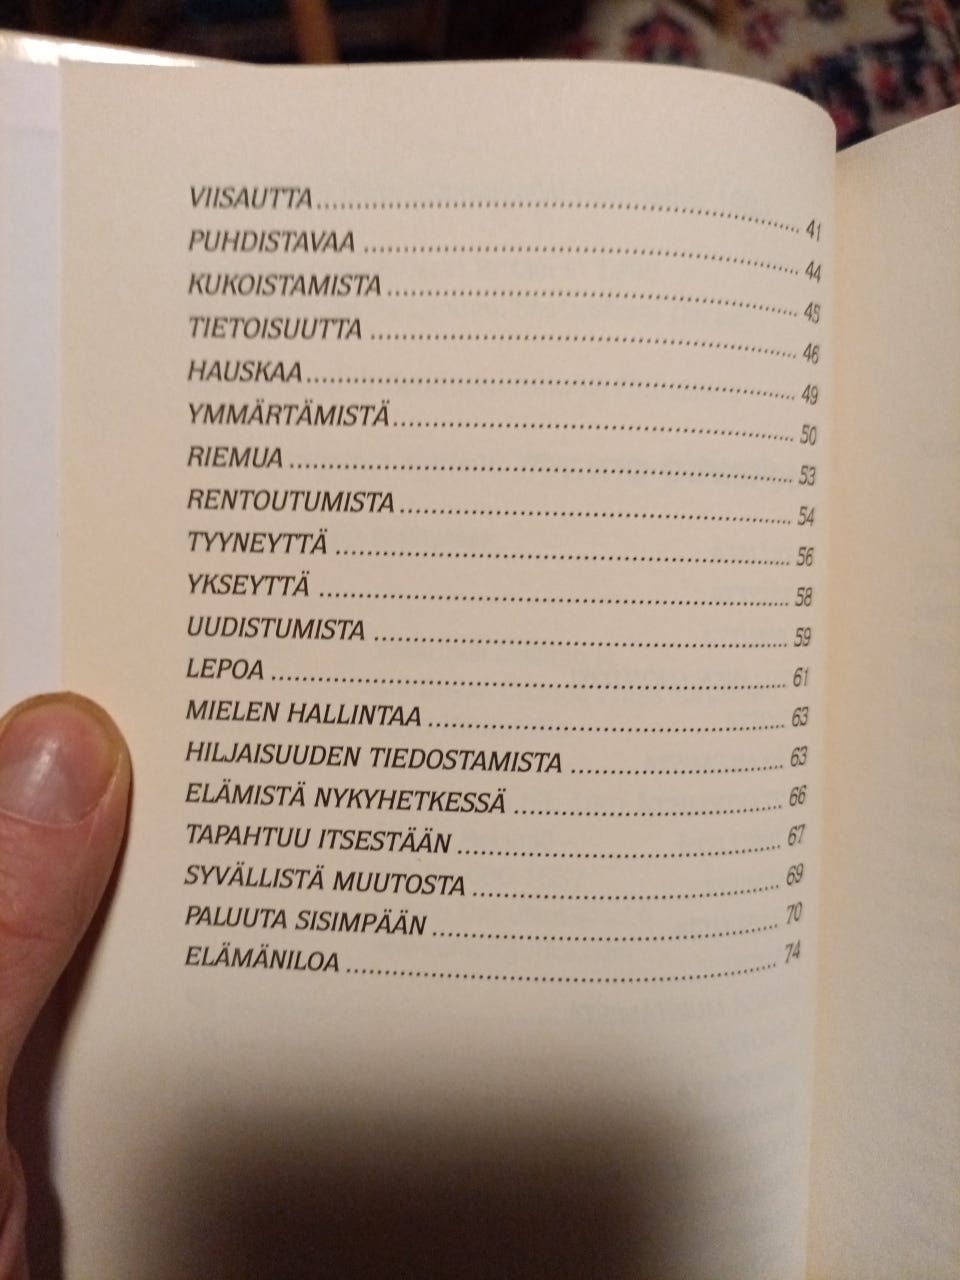 VIISAUTTA 41
PUHDISTAVAA 44
KUKOISTAMISTA 45
TIETOISUUTTA 46
HAUSKAA 49
YMMÄRTÄMISTÄ 50
RIEMUA 53
RENTOUTUMISTA 54
TYYNEYTTÄ 56
YKSEYTTÄ 58
UUDISTUMISTA 59
LEPOA 61
MIELEN HALLINTAA 63
HILJAISUUDEN TIEDOSTAMISTA 63
ELÄMISTÄ NYKYHETKESSÄ 66
TAPAHTUU ITSESTÄÄN 67
SYVÄLLISTÄ MUUTOSTA 69
PALUUTA SISIMPÄÄN 70
ELÄMÄNILOA 74